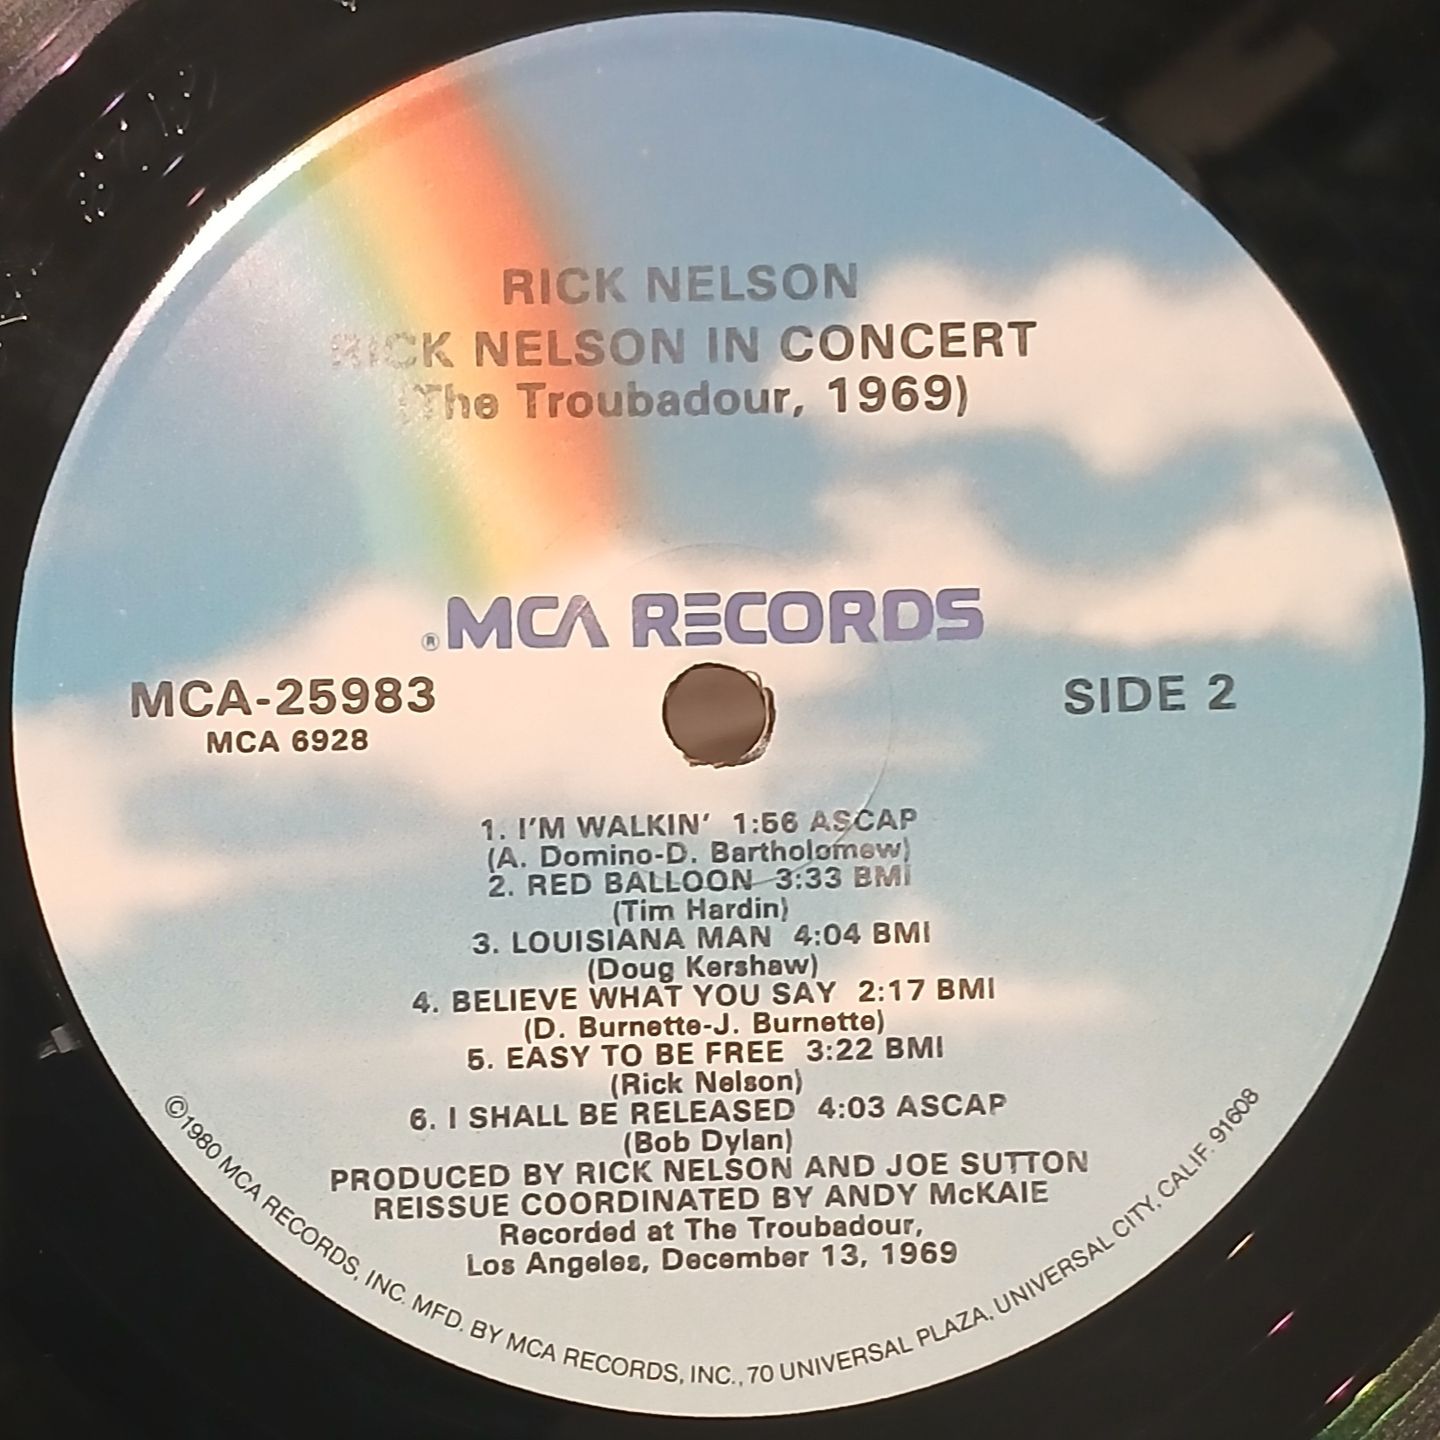 RICK NELSON
RICK NELSON IN CONCERT
(The Troubadour, 1969)
® MCA RECORDS
MCA-25983
MCA 6928
SIDE 2
1. I'M WALKIN' 1:56 ASCAP
(A. Domino-D. Bartholomew)
2. RED BALLOON 3:33 BMI
(Tim Hardin)
3. LOUISIANA MAN 4:04 BMI
(Doug Kershaw)
4. BELIEVE WHAT YOU SAY 2:17 BMI
(D. Burnette-J. Burnette)
5. EASY TO BE FREE 3:22 BMI
(Rick Nelson)
6. I SHALL BE RELEASED 4:03 ASCAP
(Bob Dylan)
PRODUCED BY RICK NELSON AND JOE SUTTON
REISSUE COORDINATED BY ANDY McKAIE
Recorded at The Troubadour,
Los Angeles, December 13, 1969
©1980 MCA RECORDS, INC. MFD. BY MCA RECORDS, INC., 70 UNIVERSAL PLAZA, UNIVERSAL CITY, CALIF. 91608